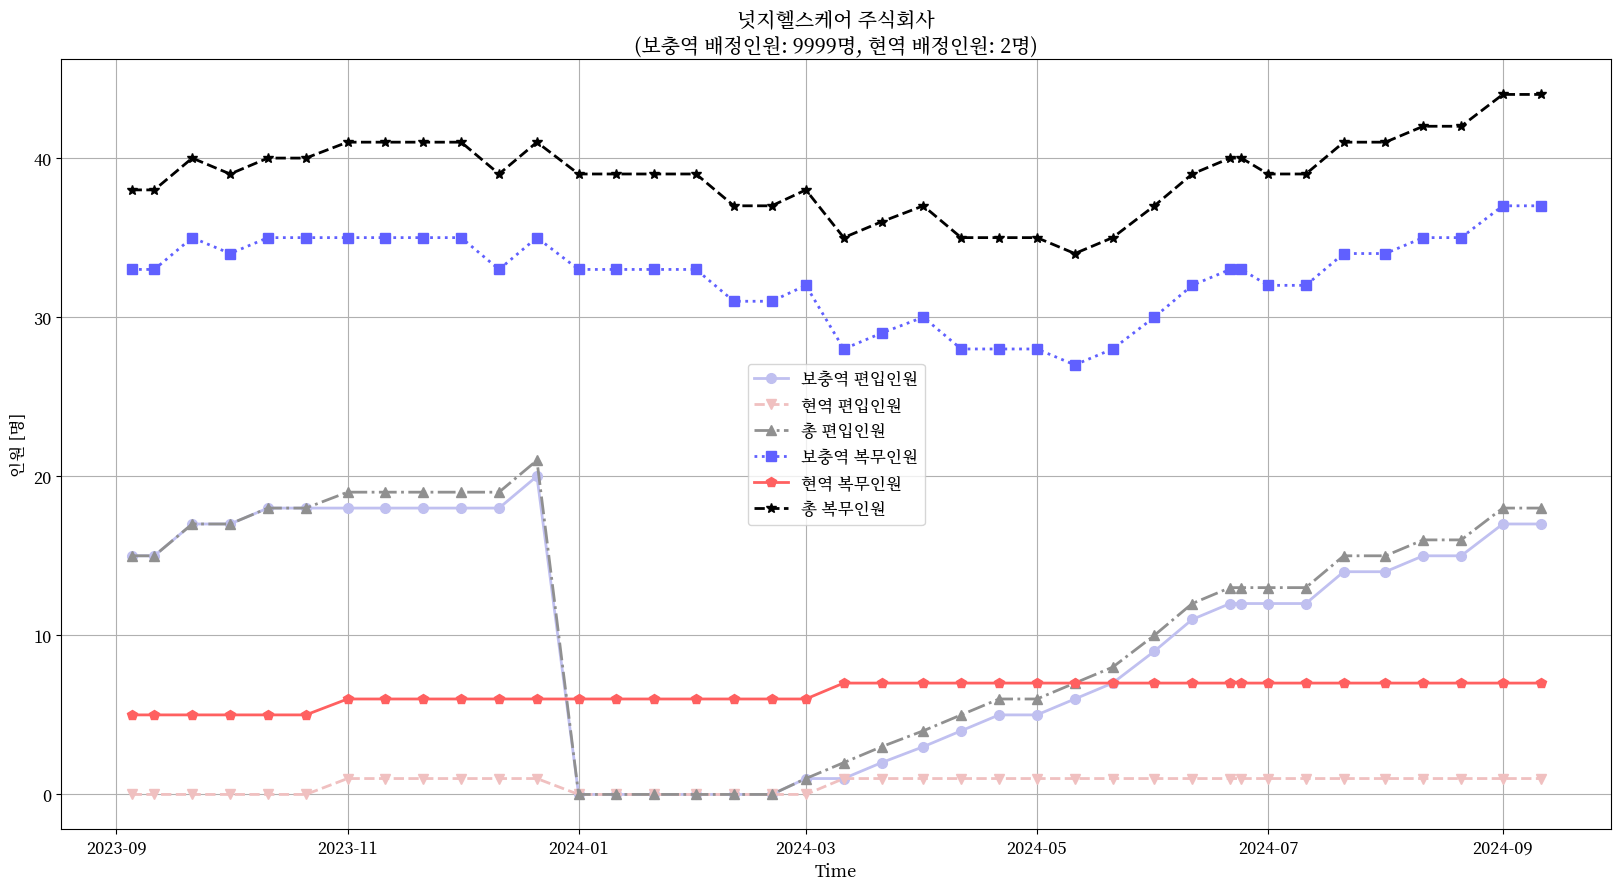 넛지헬스케어 주식회사
(보충역 배정인원: 9999명, 현역 배정인원: 2명)
인원 [명]
40
30
20
10
0
보충역 편입인원
현역 편입인원
총 편입인원
보충역 복무인원
현역 복무인원
총 복무인원
2023-09
2023-11
2024-01
2024-03
2024-05
2024-07
2024-09
Time